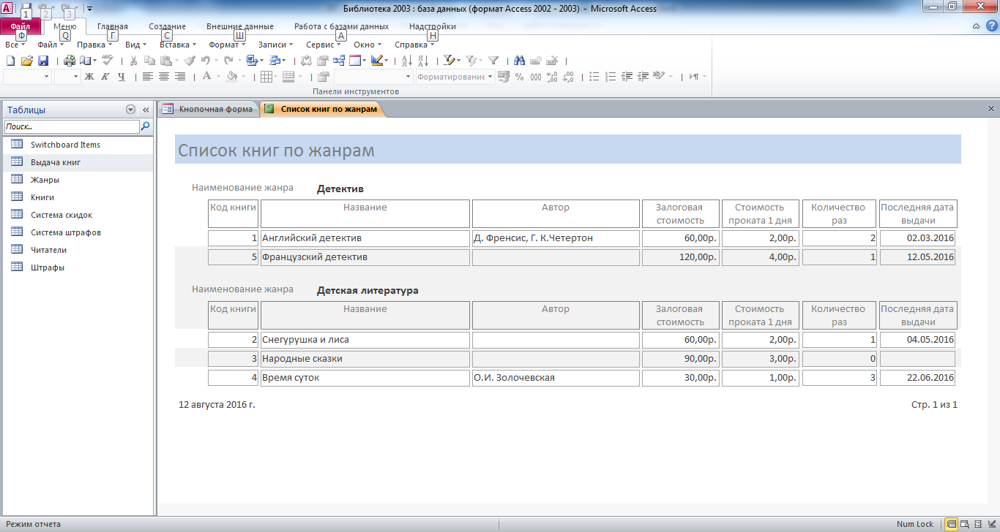 Библиотека 2003 : база данных (формат Access 2002 - 2003) - Microsoft Access
1 2 3
Файл Меню Главная Создание Внешние данные Работа с базами данных Надстройки
Ф Q Г С Ш А Н
Все Файл Правка Вид Вставка Формат Записи Сервис Окно Справка
Ж К Ч Форматирование % 000
Панели инструментов
Таблицы
Поиск...
Switchboard Items
Выдача книг
Жанры
Книги
Система скидок
Система штрафов
Читатели
Штрафы
Кнопочная форма Список книг по жанрам
Список книг по жанрам
Наименование жанра Детектив
Код книги Название Автор Залоговая стоимость Стоимость проката 1 дня Количество раз Последняя дата выдачи
1 Английский детектив Д. Френсис, Г. К.Четертон 60,00р. 2,00р. 2 02.03.2016
5 Французский детектив 120,00р. 4,00р. 1 12.05.2016
Наименование жанра Детская литература
Код книги Название Автор Залоговая стоимость Стоимость проката 1 дня Количество раз Последняя дата выдачи
2 Снегурушка и лиса 60,00р. 2,00р. 1 04.05.2016
3 Народные сказки 90,00р. 3,00р. 0
4 Время суток О.И. Золочевская 30,00р. 1,00р. 3 22.06.2016
12 августа 2016 г. Стр. 1 из 1
Режим отчета Num Lock